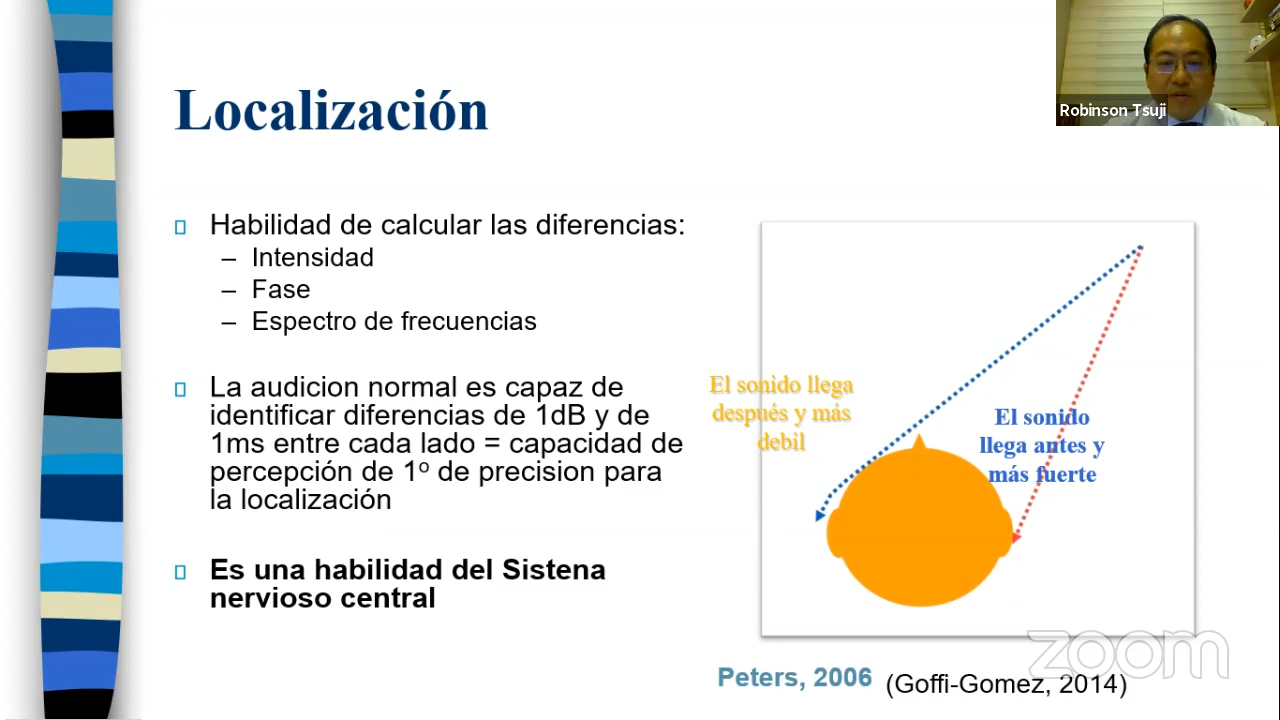 Robinson Tsuji
Localización
Habilidad de calcular las diferencias:
– Intensidad
– Fase
– Espectro de frecuencias
La audicion normal es capaz de
identificar diferencias de 1dB y de
1ms entre cada lado = capacidad de
percepción de 1º de precision para
la localización
Es una habilidad del Sistena
nervioso central
El sonido llega
después y más
debil
El sonido
llega antes y
más fuerte
Peters, 2006
(Goffi-Gomez, 2014)
zoom